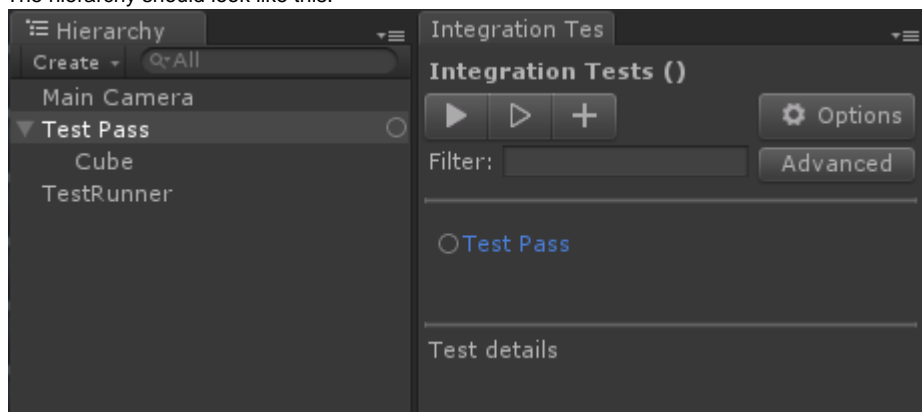 The hierarchy should look like this:
Hierarchy
Create
All
Main Camera
Test Pass
Cube
TestRunner
Integration Tes
Integration Tests ()
Options
Filter:
Advanced
Test Pass
Test details